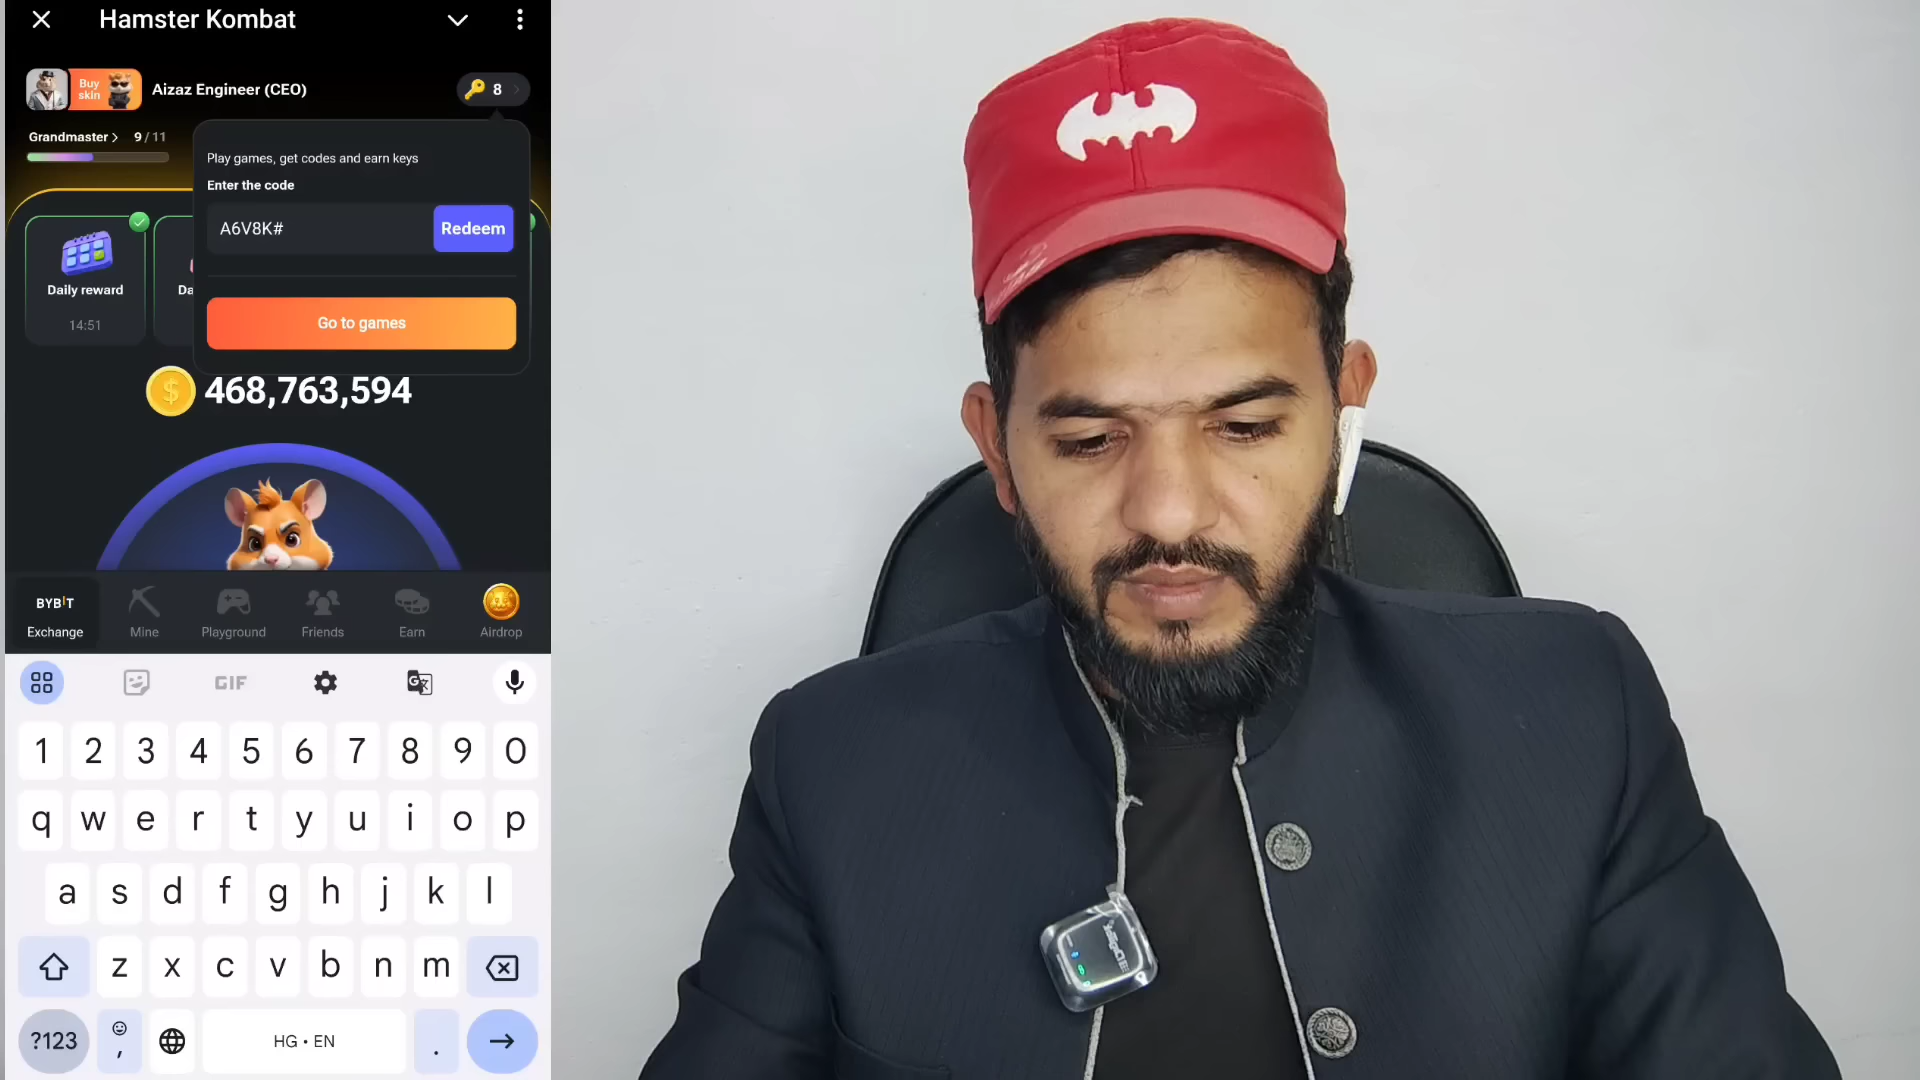 Hamster Kombat
Buy skin
Aizaz Engineer (CEO)
8
Grandmaster
9 / 11
Play games, get codes and earn keys
Enter the code
A6V8K#
Redeem
Daily reward
Da
14:51
Go to games
468,763,594
BYBIT
Exchange
Mine
Playground
Friends
Earn
Airdrop
GIF
1 2 3 4 5 6 7 8 9 0
q w e r t y u i o p
a s d f g h j k l
z x c v b n m
?123
,
HG • EN
.